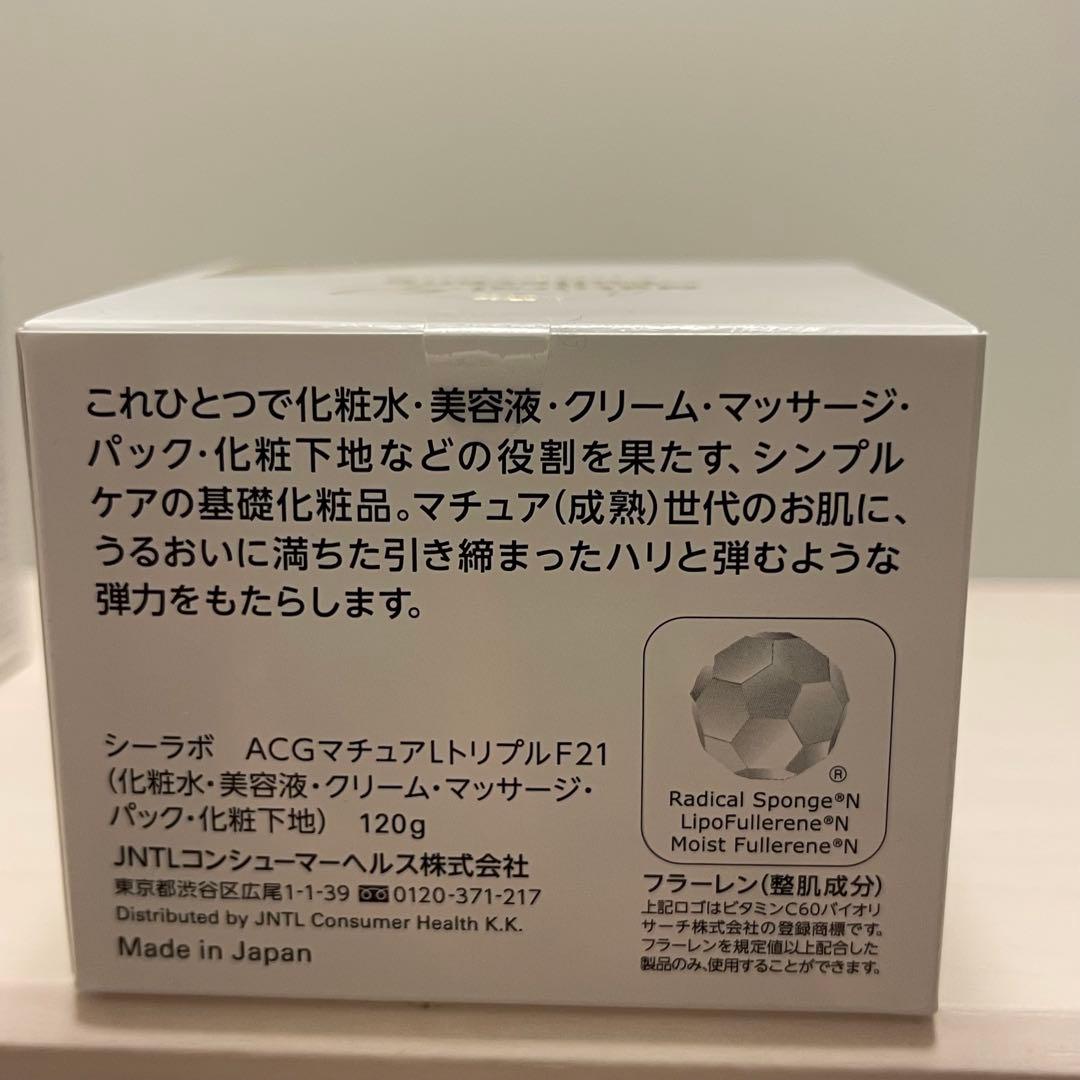 これひとつで化粧水・美容液・クリーム・マッサージ・
パック・化粧下地などの役割を果たす、シンプル
ケアの基礎化粧品。マチュア(成熟)世代のお肌に、
うるおいに満ちた引き締まったハリと弾むような
弾力をもたらします。
シーラボ ACGマチュアLトリプルF21
(化粧水・美容液・クリーム・マッサージ・
パック・化粧下地) 120g
JNTLコンシューマーヘルス株式会社
東京都渋谷区広尾1-1-39 0120-371-217
Distributed by JNTL Consumer Health K.K.
Made in Japan
®
Radical Sponge®N
LipoFullerene®N
Moist Fullerene®N
フラーレン(整肌成分)
上記ロゴはビタミンC60バイオリ
サーチ株式会社の登録商標です。
フラーレンを規定値以上配合した
製品のみ、使用することができます。